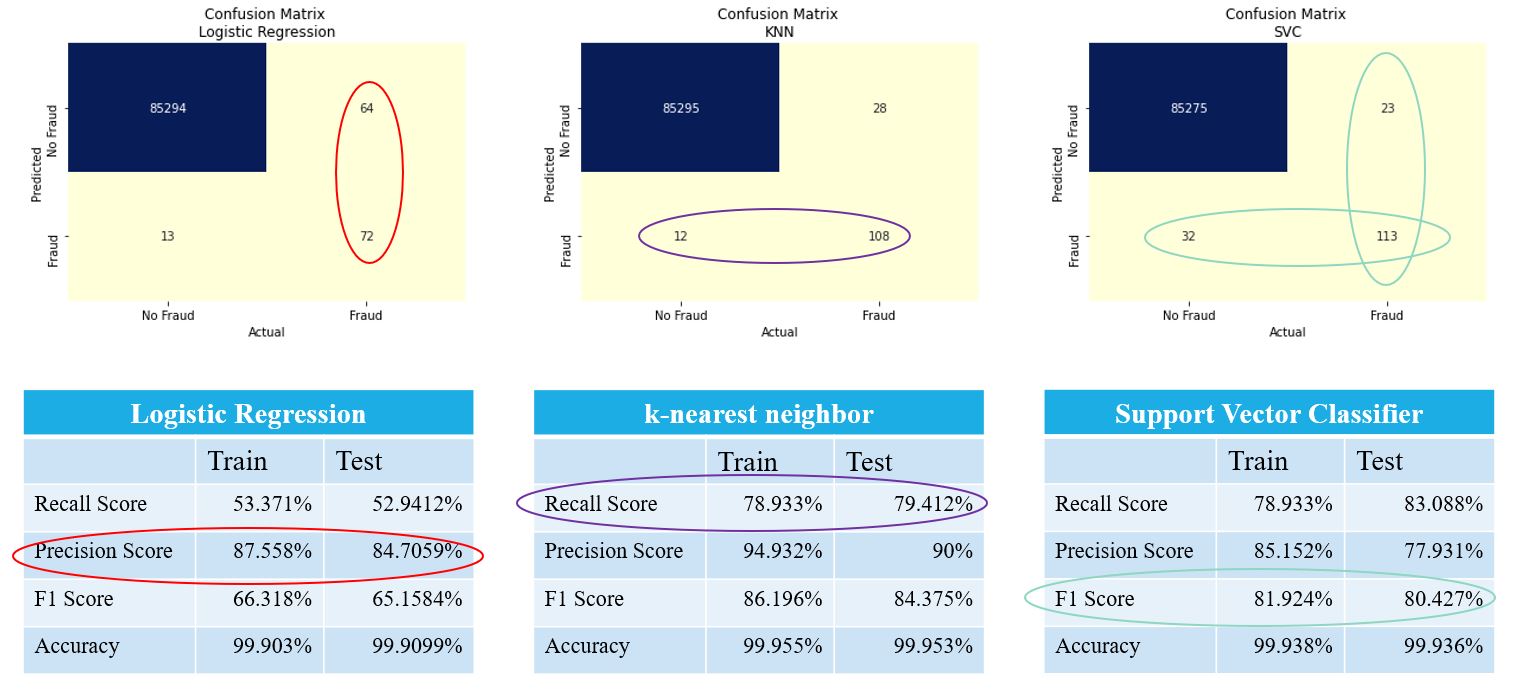 Confusion Matrix
Logistic Regression
Predicted
No Fraud
Fraud
85294
64
13
72
No Fraud
Fraud
Actual
Confusion Matrix
KNN
Predicted
No Fraud
Fraud
85295
28
12
108
No Fraud
Fraud
Actual
Confusion Matrix
SVC
Predicted
No Fraud
Fraud
85275
23
32
113
No Fraud
Fraud
Actual
Logistic Regression
Train Test
Recall Score 53.371% 52.9412%
Precision Score 87.558% 84.7059%
F1 Score 66.318% 65.1584%
Accuracy 99.903% 99.9099%
k-nearest neighbor
Train Test
Recall Score 78.933% 79.412%
Precision Score 94.932% 90%
F1 Score 86.196% 84.375%
Accuracy 99.955% 99.953%
Support Vector Classifier
Train Test
Recall Score 78.933% 83.088%
Precision Score 85.152% 77.931%
F1 Score 81.924% 80.427%
Accuracy 99.938% 99.936%